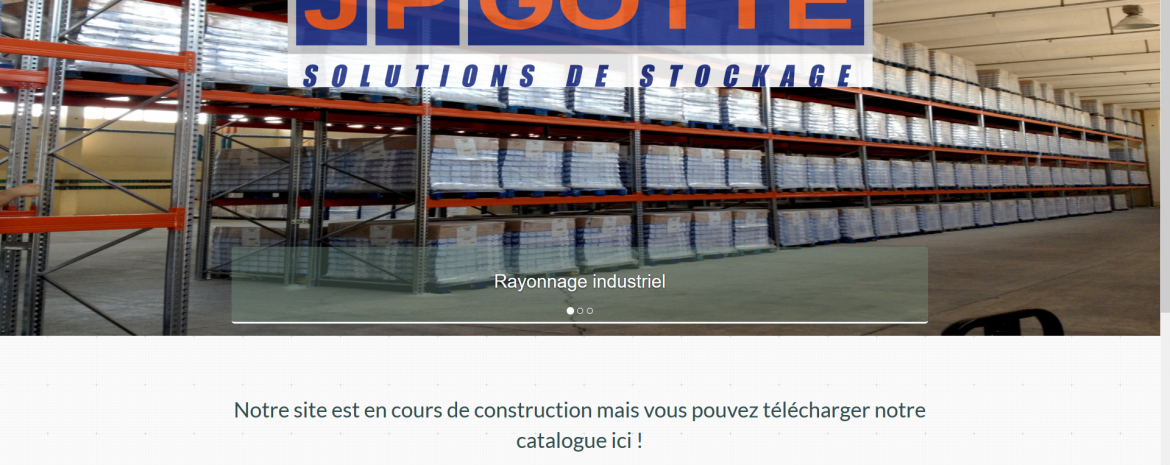 JP GOTTE
SOLUTIONS DE STOCKAGE
Rayonnage industriel
Notre site est en cours de construction mais vous pouvez télécharger notre
catalogue ici !